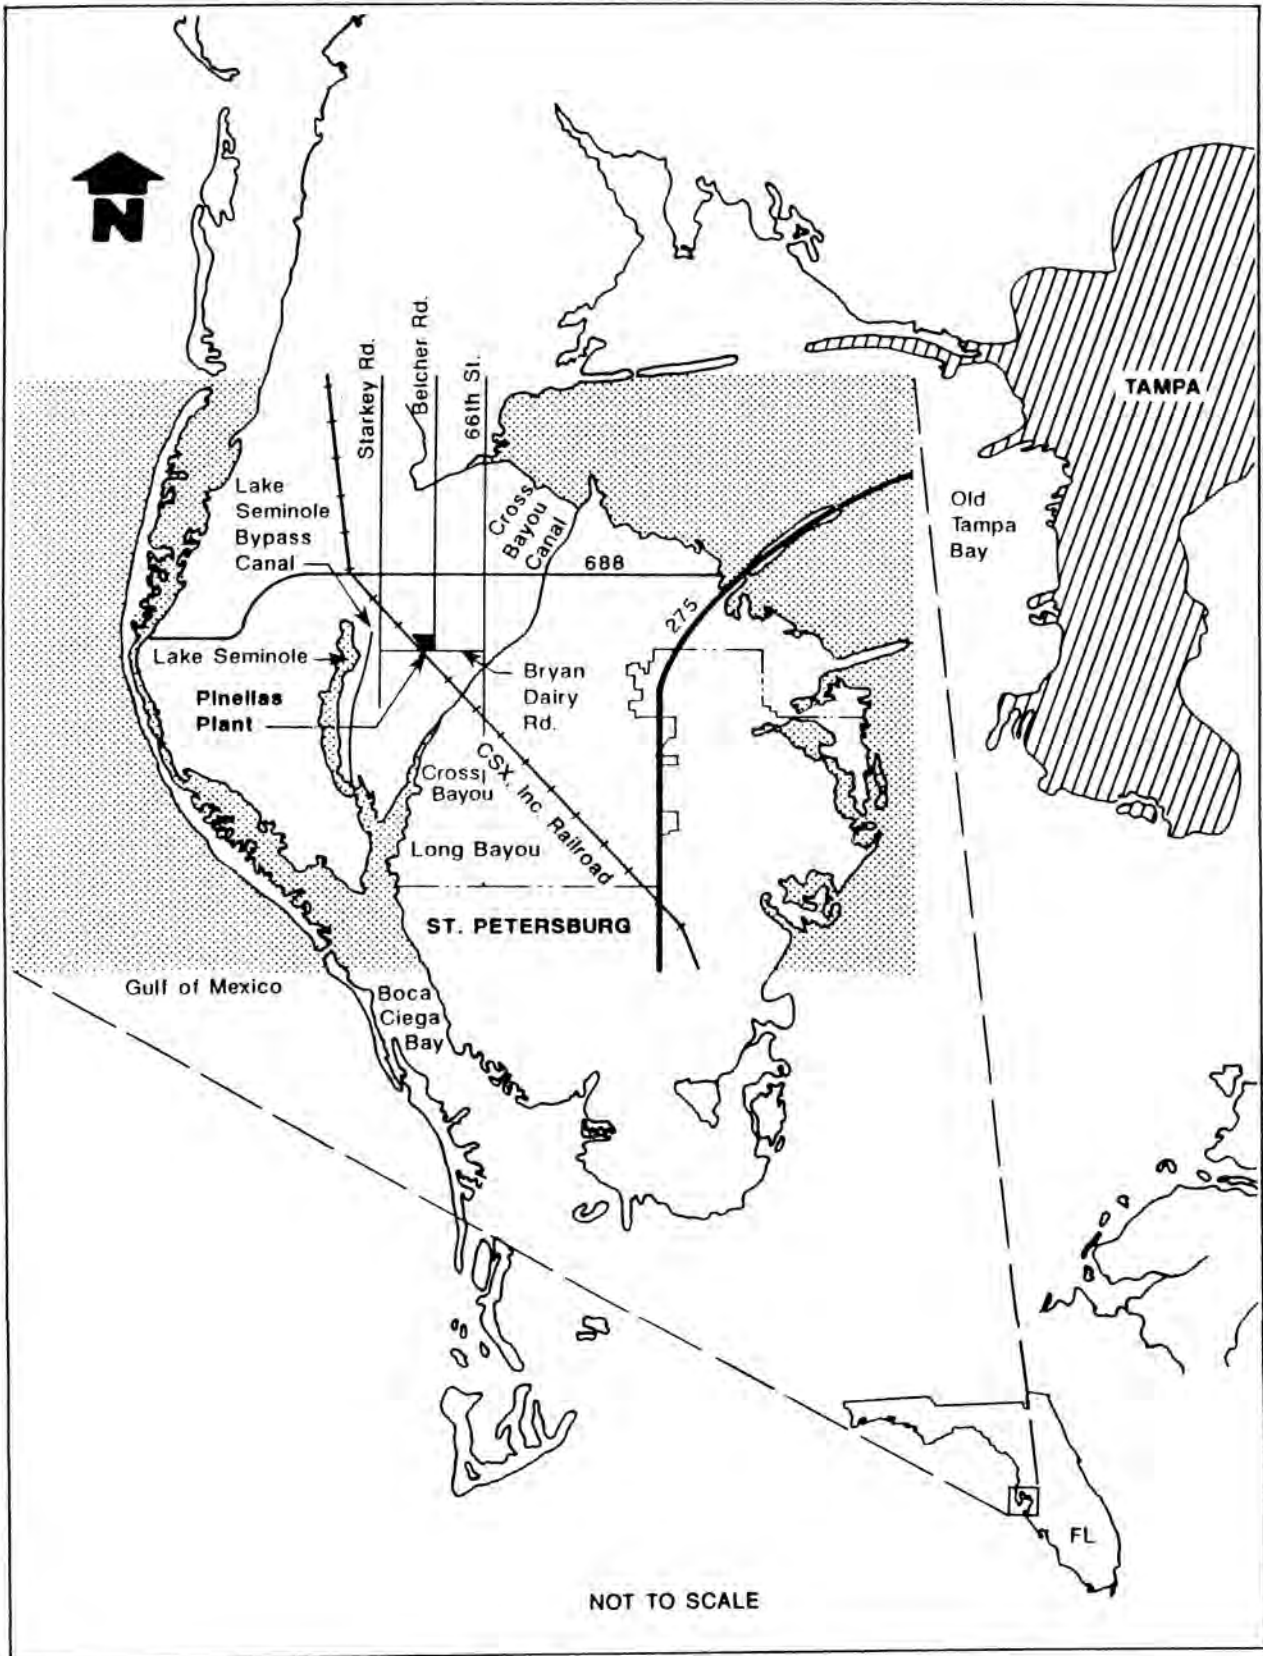 N
Starkey Rd.
Belcher Rd.
66th St.
TAMPA
Lake
Seminole
Bypass
Canal
Cross
Bayou
Canal
Old
Tampa
Bay
688
275
Lake Seminole
Pinellas
Plant
Bryan
Dairy
Rd.
CSX, Inc. Railroad
Cross
Bayou
Long Bayou
ST. PETERSBURG
Gulf of Mexico
Boca
Ciega
Bay
FL
NOT TO SCALE